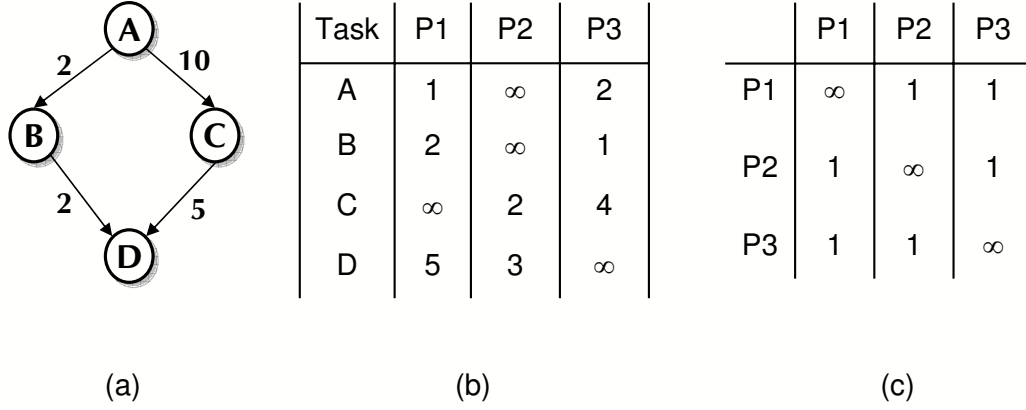 A
2
10
B
C
2
5
D
(a)
Task P1 P2 P3
A 1 ∞ 2
B 2 ∞ 1
C ∞ 2 4
D 5 3 ∞
(b)
P1 P2 P3
P1 ∞ 1 1
P2 1 ∞ 1
P3 1 1 ∞
(c)